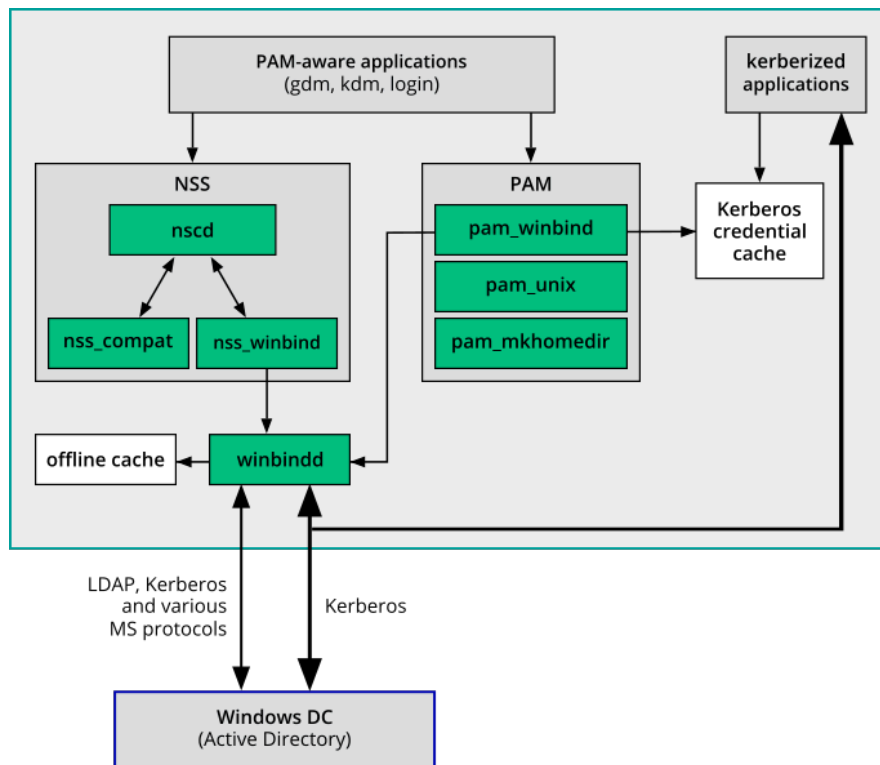 PAM-aware applications
(gdm, kdm, login)
kerberized
applications
NSS
nscd
nss_compat
nss_winbind
PAM
pam_winbind
pam_unix
pam_mkhomedir
Kerberos
credential
cache
offline cache
winbindd
LDAP, Kerberos
and various
MS protocols
Kerberos
Windows DC
(Active Directory)